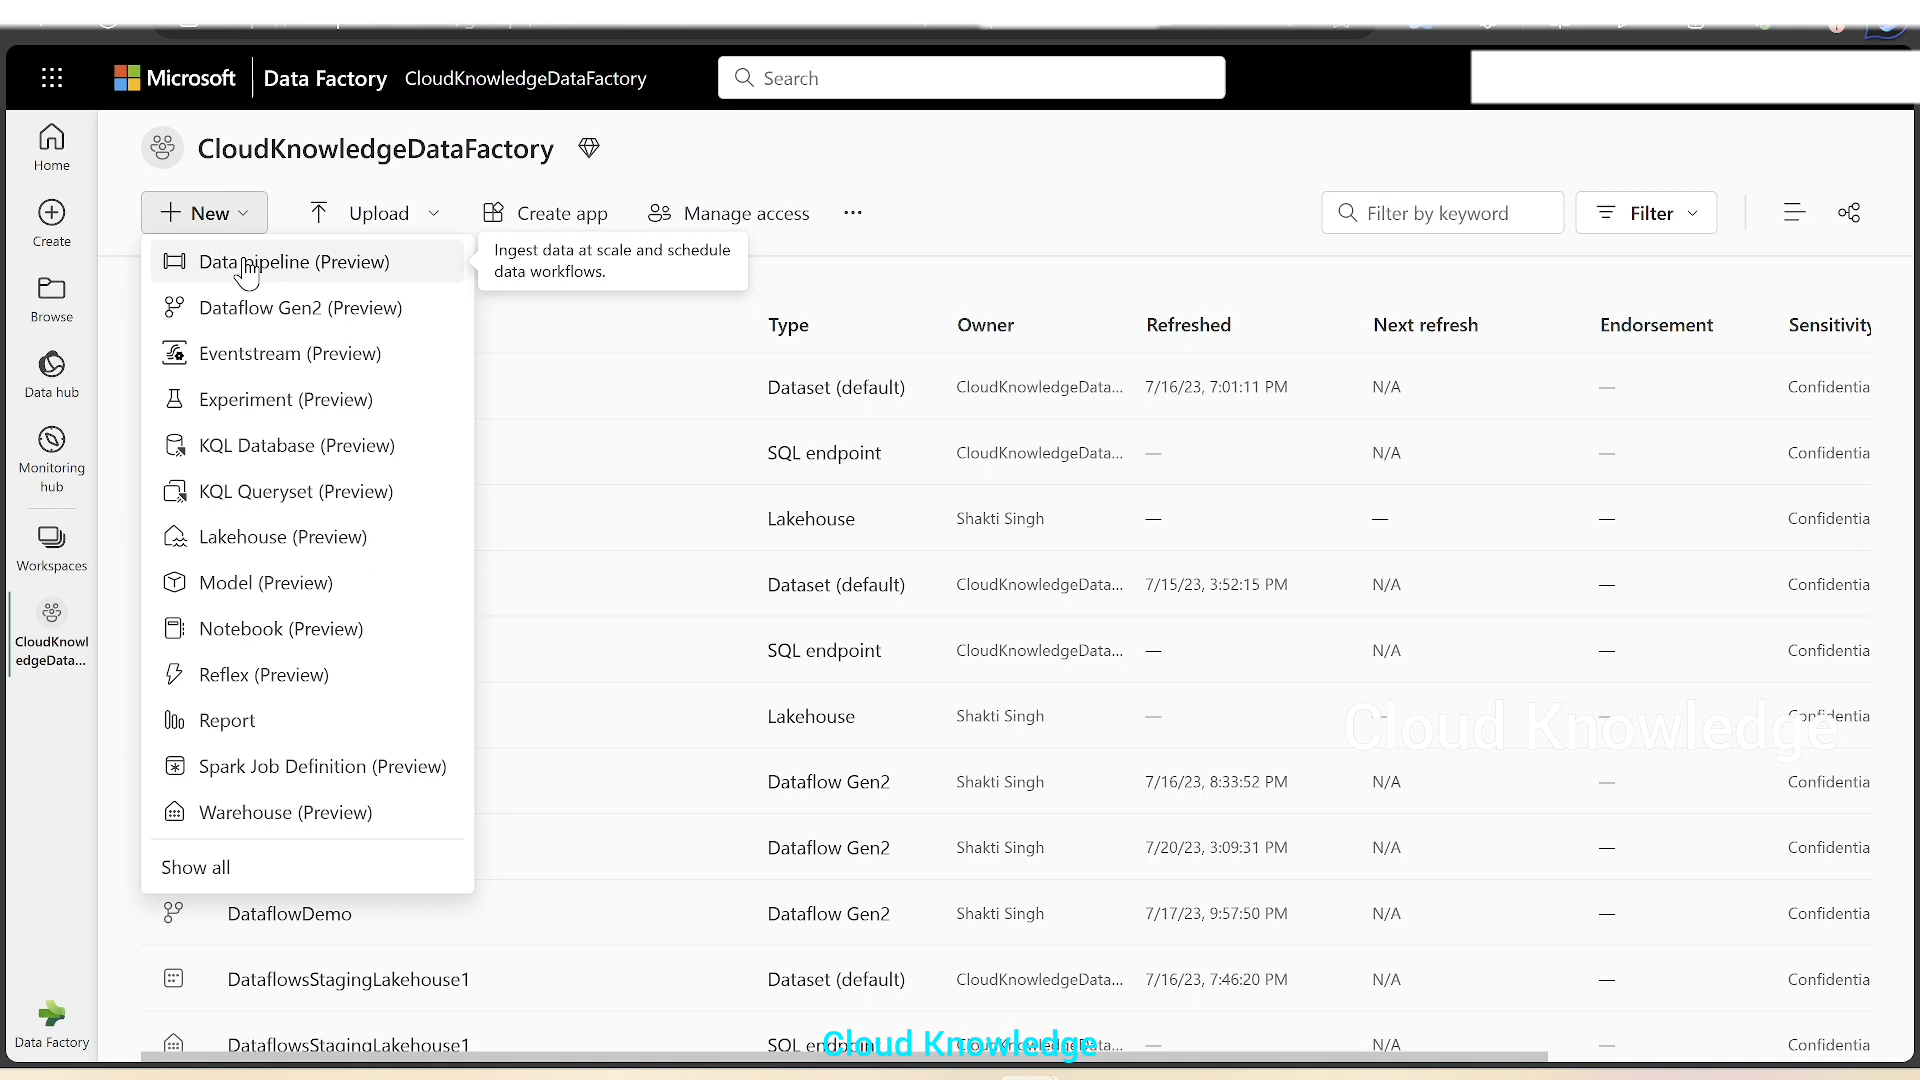 Microsoft
Data Factory
CloudKnowledgeDataFactory
Search
Home
Create
Browse
Data hub
Monitoring
hub
Workspaces
CloudKnowl
edgeData...
Data Factory
CloudKnowledgeDataFactory
New
Upload
Create app
Manage access
Filter by keyword
Filter
Data pipeline (Preview)
Dataflow Gen2 (Preview)
Eventstream (Preview)
Experiment (Preview)
KQL Database (Preview)
KQL Queryset (Preview)
Lakehouse (Preview)
Model (Preview)
Notebook (Preview)
Reflex (Preview)
Report
Spark Job Definition (Preview)
Warehouse (Preview)
Show all
Ingest data at scale and schedule
data workflows.
Type Owner Refreshed Next refresh Endorsement Sensitivity
Dataset (default) CloudKnowledgeData... 7/16/23, 7:01:11 PM N/A — Confidentia
SQL endpoint CloudKnowledgeData... — N/A — Confidentia
Lakehouse Shakti Singh — — — Confidentia
Dataset (default) CloudKnowledgeData... 7/15/23, 3:52:15 PM N/A — Confidentia
SQL endpoint CloudKnowledgeData... — N/A — Confidentia
Lakehouse Shakti Singh — — — Confidentia
Dataflow Gen2 Shakti Singh 7/16/23, 8:33:52 PM N/A — Confidentia
Dataflow Gen2 Shakti Singh 7/20/23, 3:09:31 PM N/A — Confidentia
DataflowDemo Dataflow Gen2 Shakti Singh 7/17/23, 9:57:50 PM N/A — Confidentia
DataflowsStagingLakehouse1 Dataset (default) CloudKnowledgeData... 7/16/23, 7:46:20 PM N/A — Confidentia
DataflowsStagingLakehouse1 SQL endpoint CloudKnowledgeData... — N/A — Confidentia
Cloud Knowledge
Cloud Knowledge